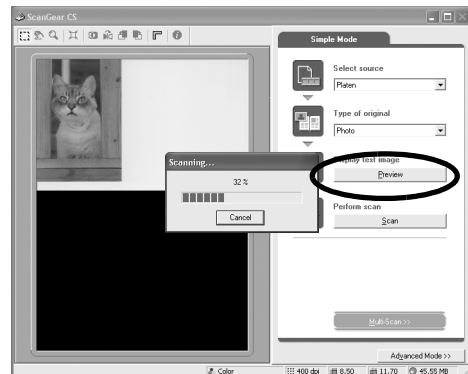 ScanGear CS
Simple Mode
Select source
Platen
Type of original
Photo
Display test image
Preview
Scanning...
32 %
Cancel
Perform scan
Scan
Multi-Scan >>
Advanced Mode >>
Color
400 dpi
8.50
11.70
45.55 MB